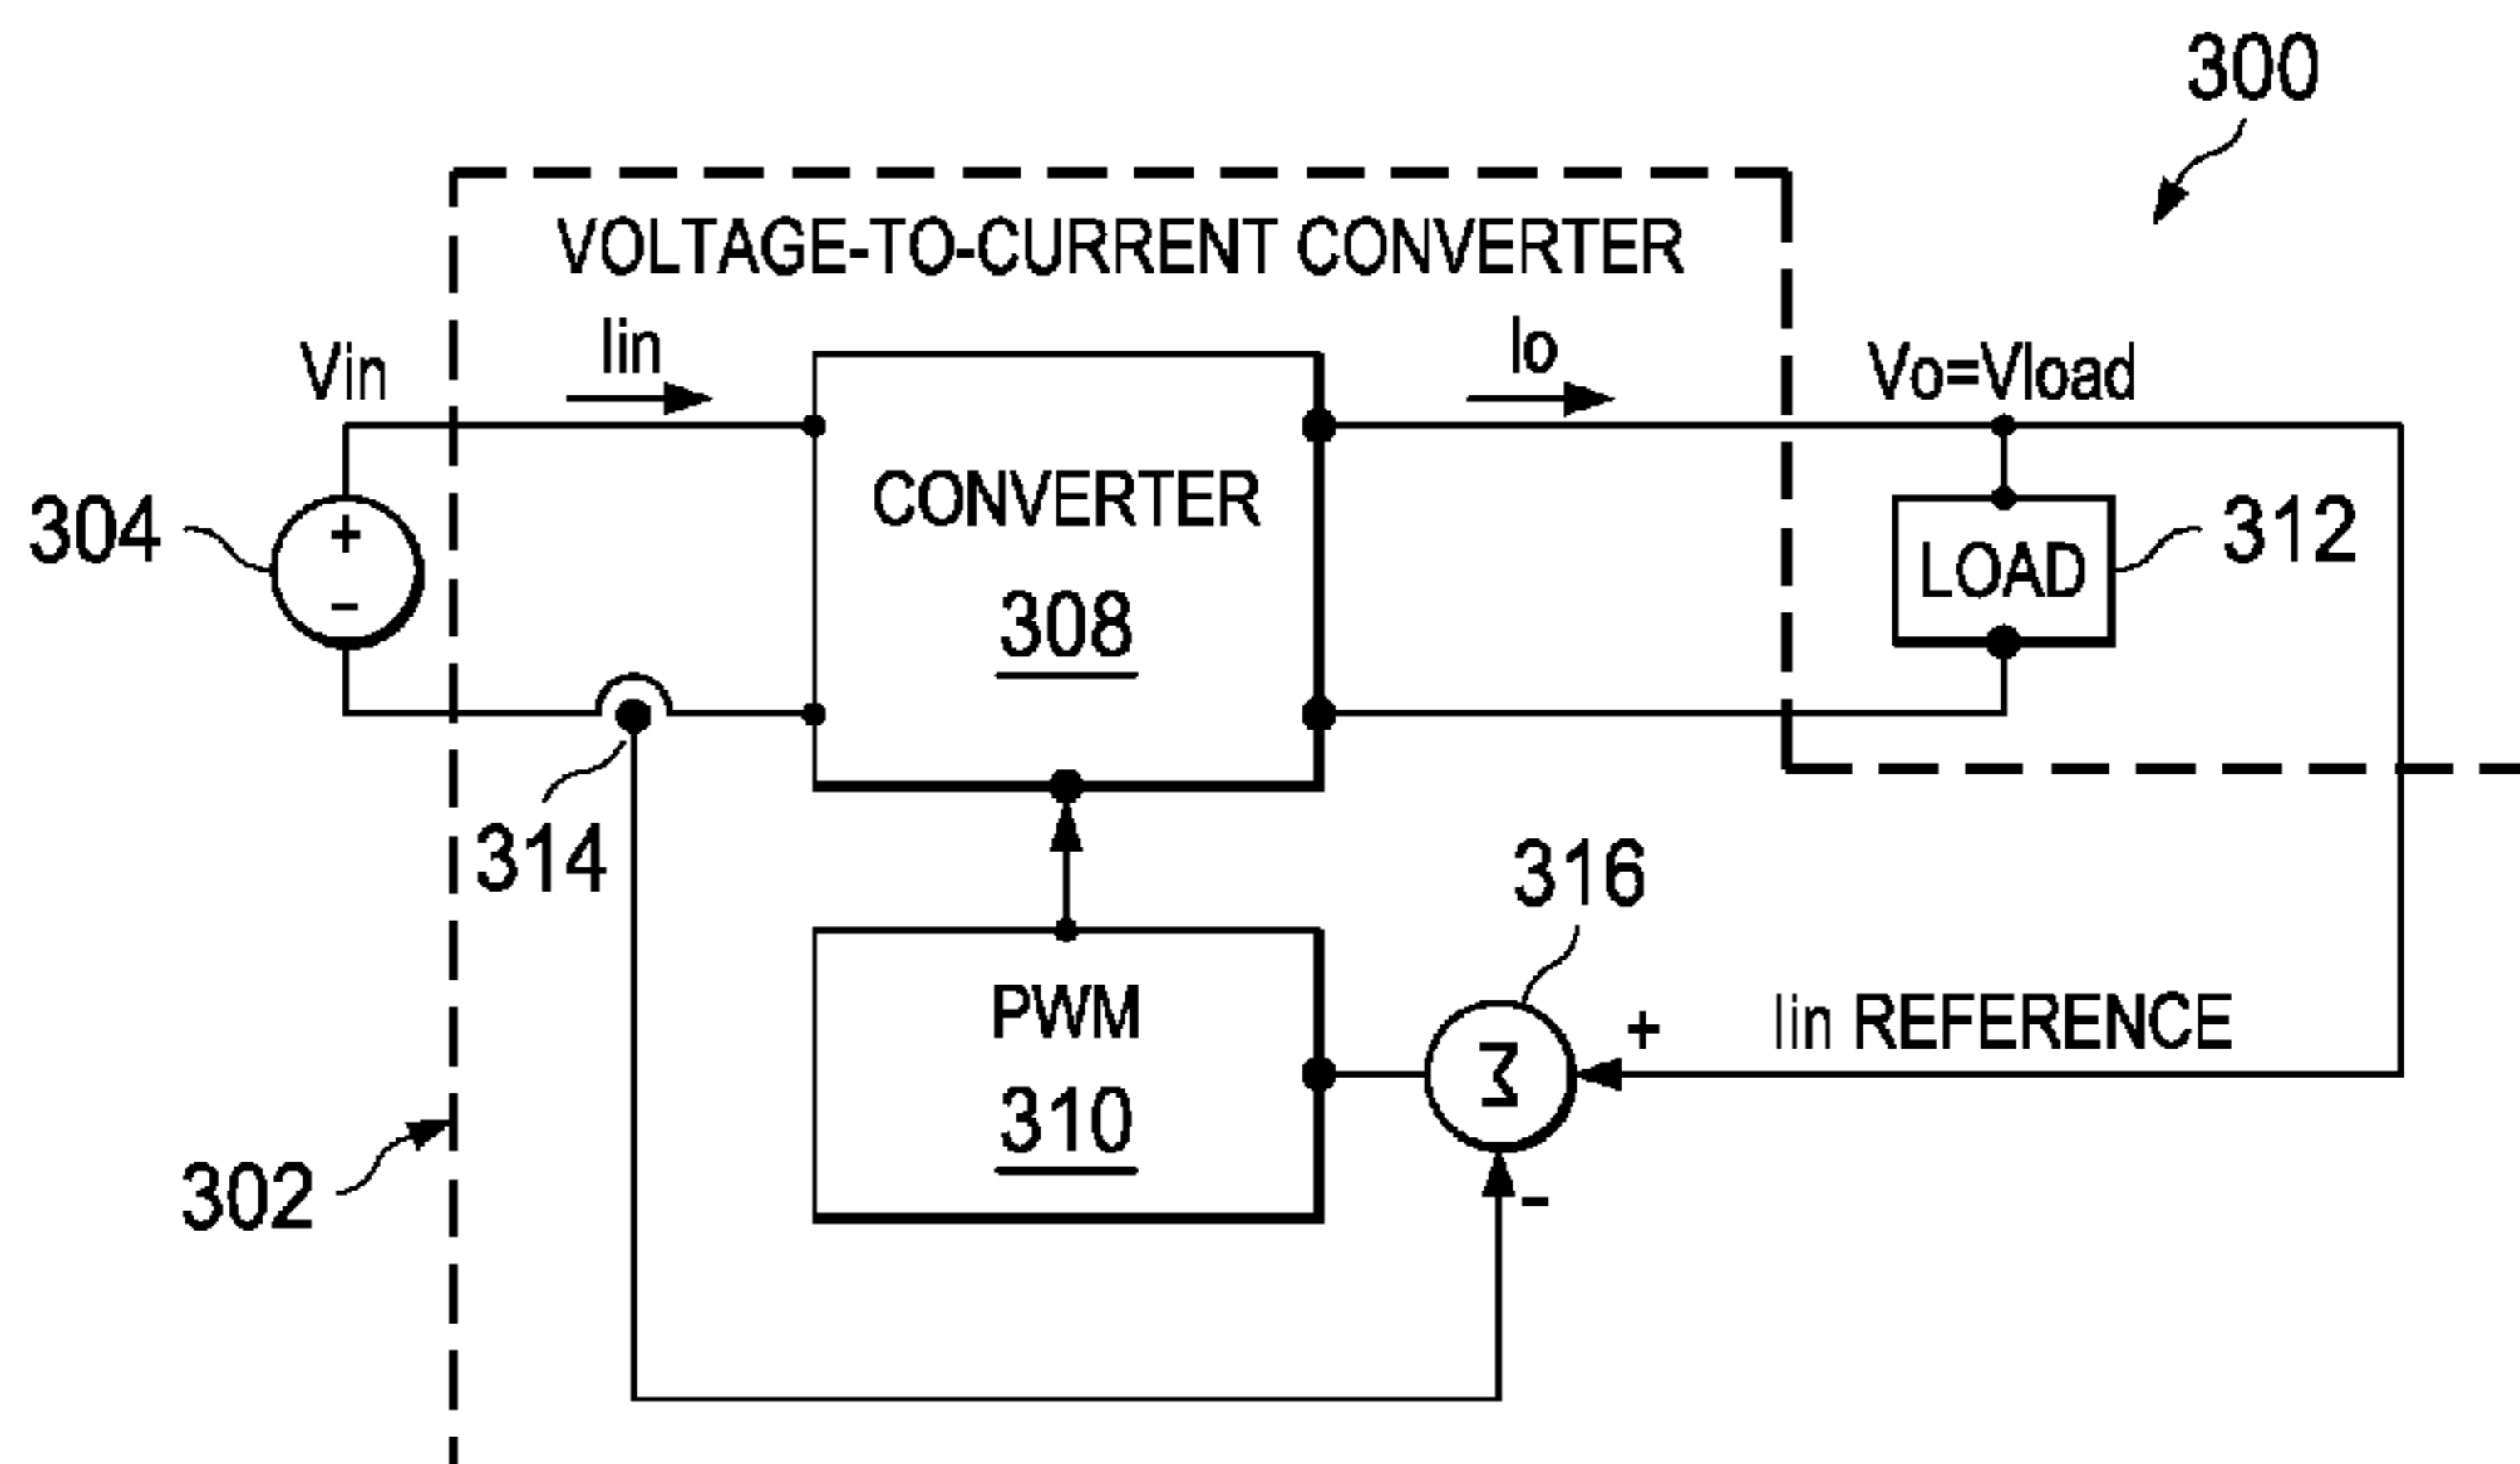 300
VOLTAGE-TO-CURRENT CONVERTER
Vin
Iin
Io
Vo=Vload
304
+
-
CONVERTER
308
LOAD
312
314
316
PWM
310
Σ
+
Iin REFERENCE
-
302